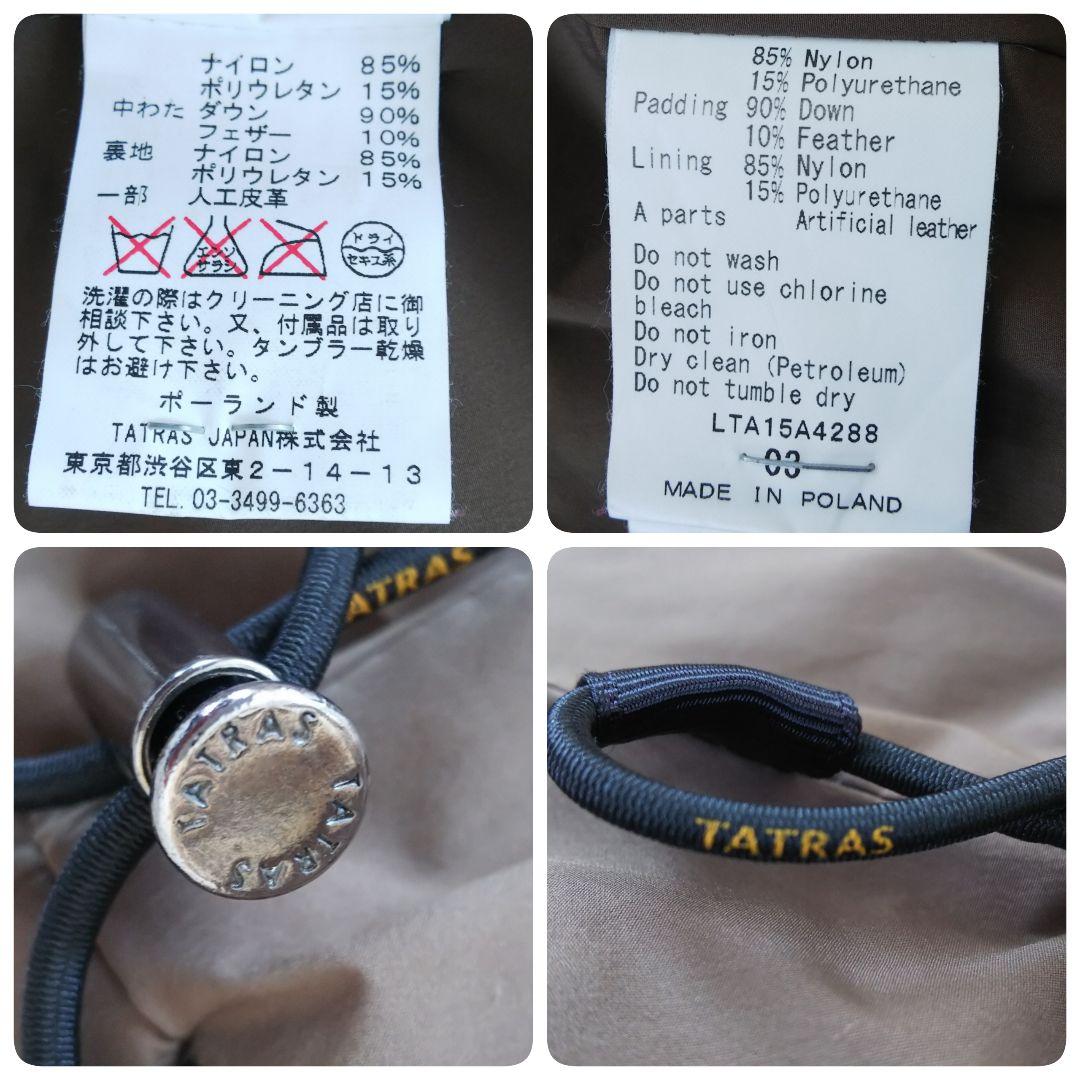 ナイロン 85%
ポリウレタン 15%
中わた ダウン 90%
フェザー 10%
裏地 ナイロン 85%
ポリウレタン 15%
一部 人工皮革
エンソ
サラシ
ドライ
セキユ系
洗濯の際はクリーニング店に御
相談下さい。又、付属品は取り
外して下さい。タンブラー乾燥
はお避け下さい。
ポーランド製
TATRAS JAPAN株式会社
東京都渋谷区東2-14-13
TEL. 03-3499-6363
85% Nylon
15% Polyurethane
Padding 90% Down
10% Feather
Lining 85% Nylon
15% Polyurethane
A parts Artificial leather
Do not wash
Do not use chlorine
bleach
Do not iron
Dry clean (Petroleum)
Do not tumble dry
LTA15A4288
03
MADE IN POLAND
TATRAS
TATRAS TATRAS
TATRAS